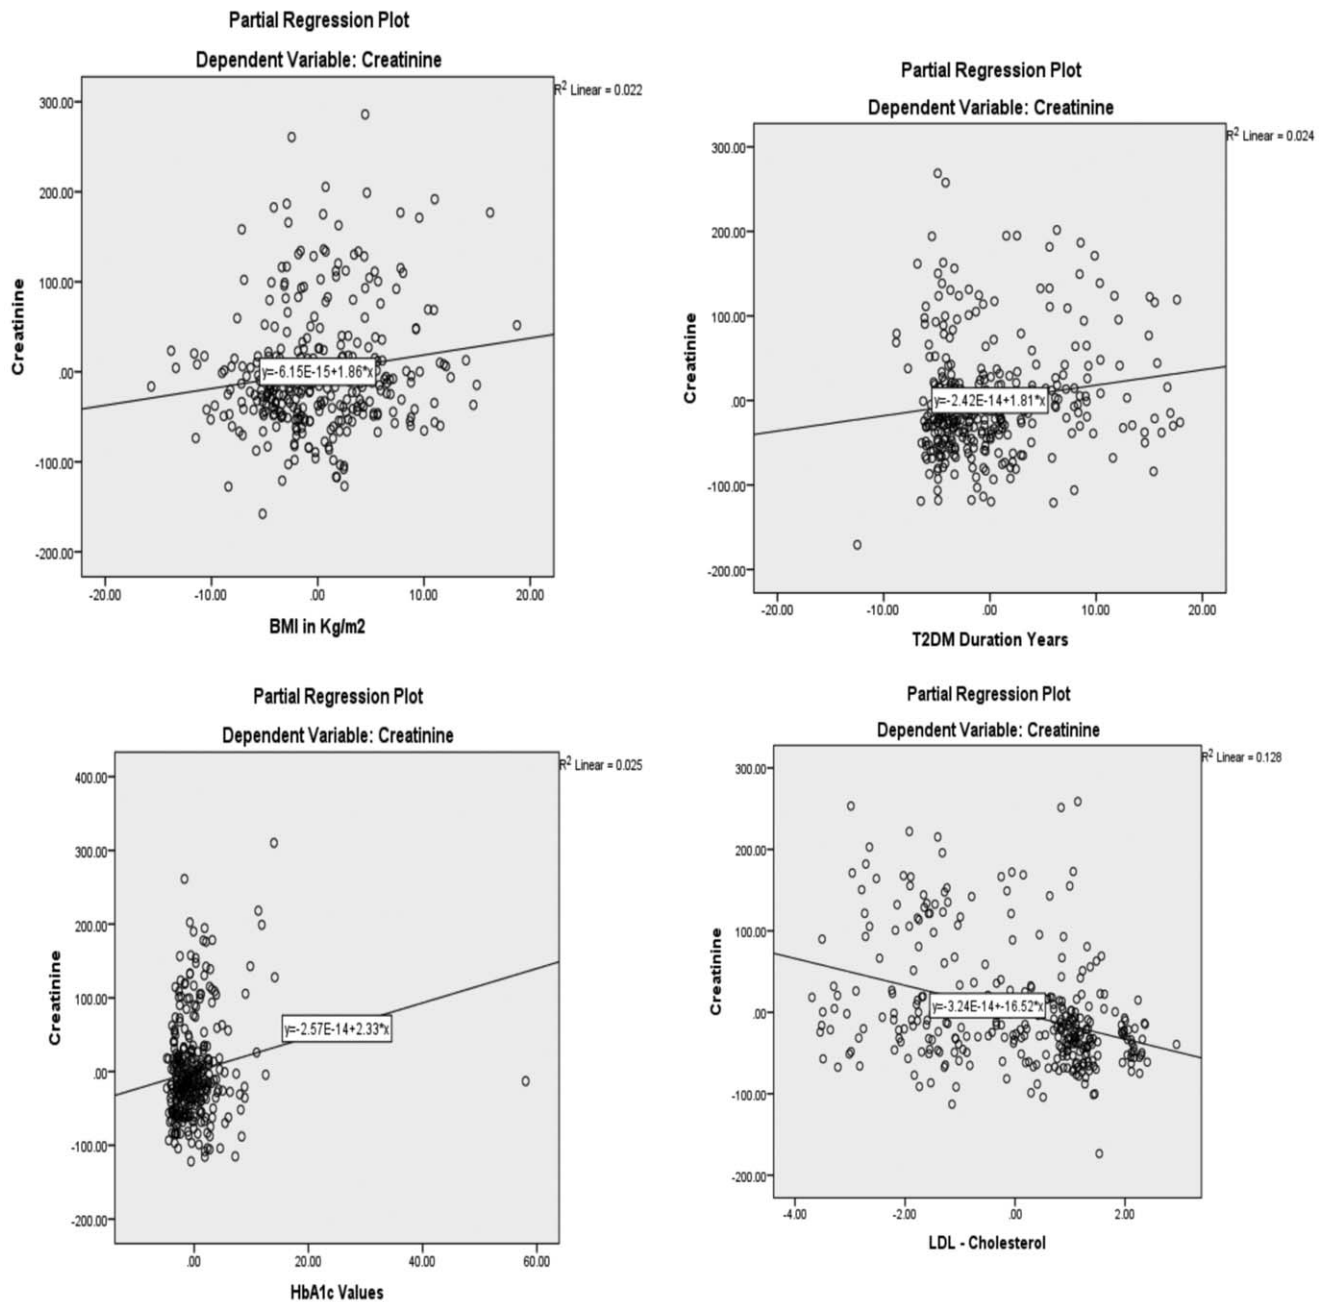 Partial Regression Plot
Dependent Variable: Creatinine
R2 Linear = 0.022
300.00
200.00
100.00
.00
-100.00
-200.00
Creatinine
y=-6.15E-15+1.86*x
-20.00 -10.00 .00 10.00 20.00
BMI in Kg/m2
Partial Regression Plot
Dependent Variable: Creatinine
R2 Linear = 0.024
300.00
200.00
100.00
.00
-100.00
-200.00
Creatinine
y=-2.42E-14+1.81*x
-20.00 -10.00 .00 10.00 20.00
T2DM Duration Years
Partial Regression Plot
Dependent Variable: Creatinine
R2 Linear = 0.025
400.00
300.00
200.00
100.00
.00
-100.00
-200.00
Creatinine
y=-2.57E-14+2.33*x
.00 20.00 40.00 60.00
HbA1c Values
Partial Regression Plot
Dependent Variable: Creatinine
R2 Linear = 0.128
300.00
200.00
100.00
.00
-100.00
-200.00
Creatinine
y=-3.24E-14+-16.52*x
-4.00 -2.00 .00 2.00
LDL - Cholesterol